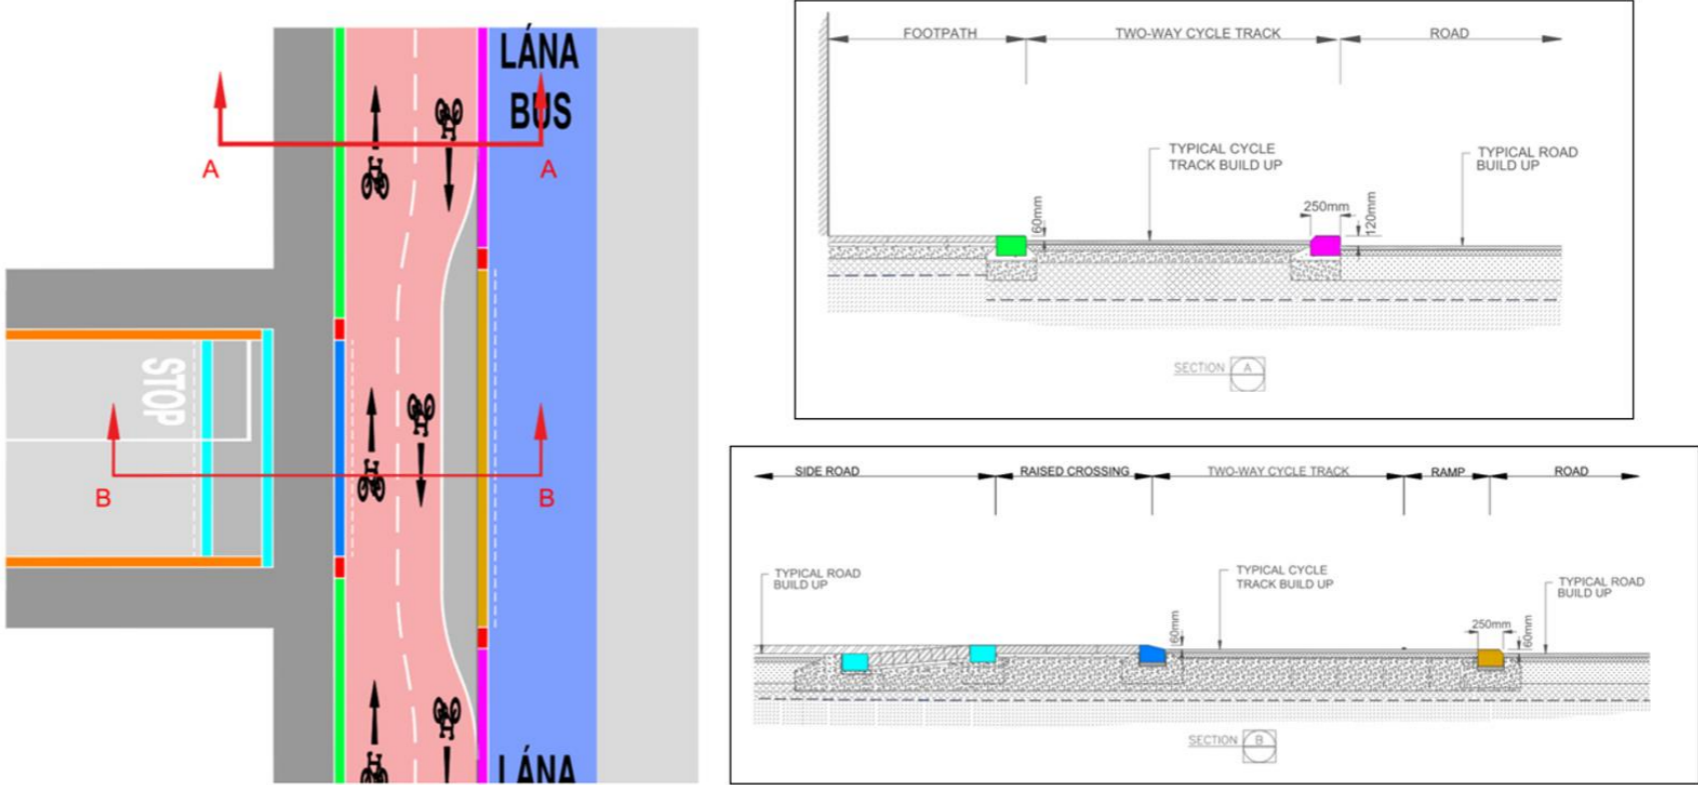 LÁNA
BUS
A
A
STOP
B
B
LÁNA
FOOTPATH
TWO-WAY CYCLE TRACK
ROAD
TYPICAL CYCLE
TRACK BUILD UP
TYPICAL ROAD
BUILD UP
60mm
250mm
120mm
SECTION A
SIDE ROAD
RAISED CROSSING
TWO-WAY CYCLE TRACK
RAMP
ROAD
TYPICAL ROAD
BUILD UP
TYPICAL CYCLE
TRACK BUILD UP
TYPICAL ROAD
BUILD UP
60mm
250mm
60mm
SECTION B